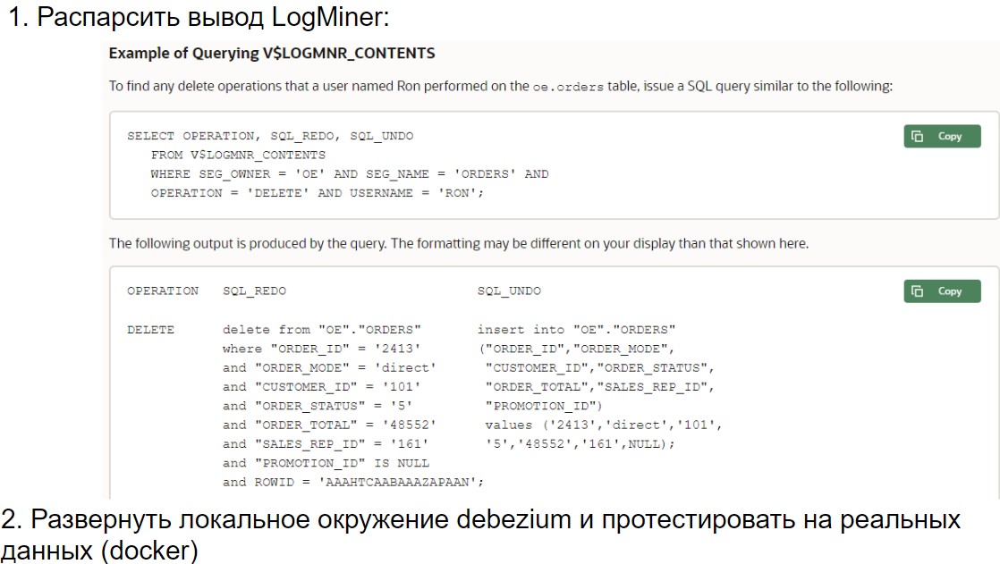 1. Распарсить вывод LogMiner:
Example of Querying V$LOGMNR_CONTENTS
To find any delete operations that a user named Ron performed on the oe.orders table, issue a SQL query similar to the following:
SELECT OPERATION, SQL_REDO, SQL_UNDO
Copy
FROM V$LOGMNR_CONTENTS
WHERE SEG_OWNER = 'OE' AND SEG_NAME = 'ORDERS' AND
OPERATION = 'DELETE' AND USERNAME = 'RON';
The following output is produced by the query. The formatting may be different on your display than that shown here.
OPERATION SQL_REDO SQL_UNDO
Copy
DELETE delete from "OE"."ORDERS" insert into "OE"."ORDERS"
where "ORDER_ID" = '2413' ("ORDER_ID","ORDER_MODE",
and "ORDER_MODE" = 'direct' "CUSTOMER_ID","ORDER_STATUS",
and "CUSTOMER_ID" = '101' "ORDER_TOTAL","SALES_REP_ID",
and "ORDER_STATUS" = '5' "PROMOTION_ID")
and "ORDER_TOTAL" = '48552' values ('2413','direct','101',
and "SALES_REP_ID" = '161' '5','48552','161',NULL);
and "PROMOTION_ID" IS NULL
and ROWID = 'AAAHTCAABAAAZAPAAN';
2. Развернуть локальное окружение debezium и протестировать на реальных
данных (docker)